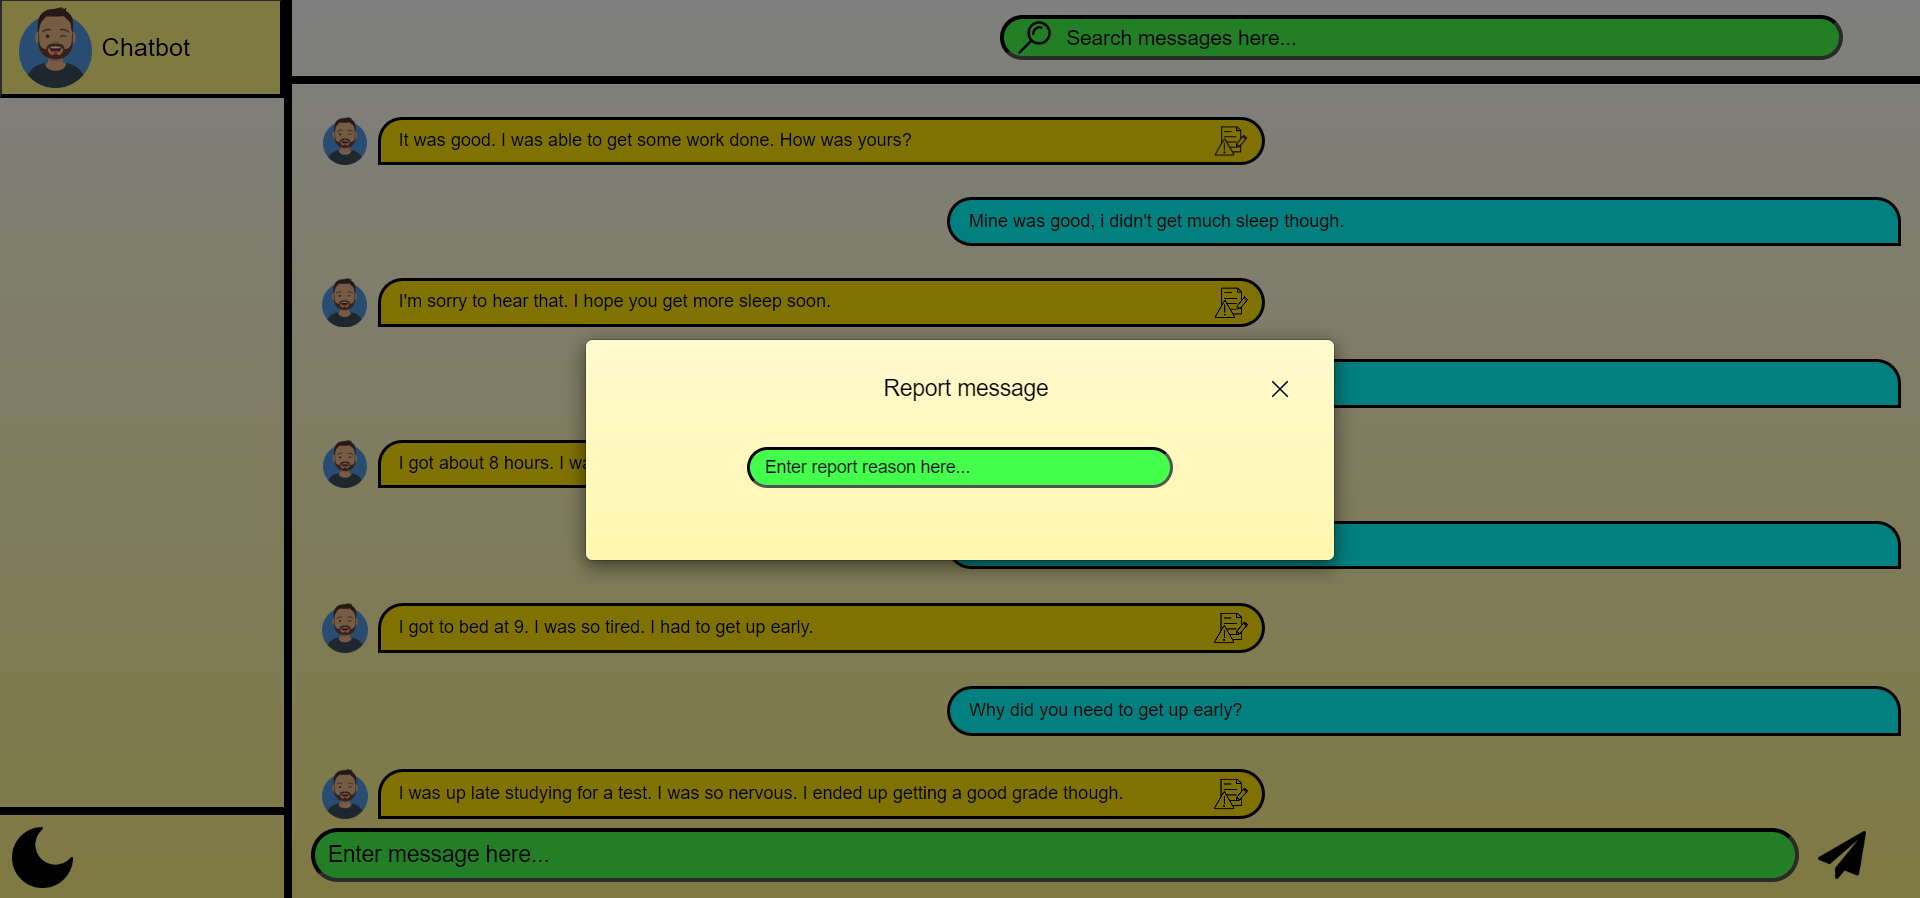 Chatbot
Search messages here...
It was good. I was able to get some work done. How was yours?
Mine was good, i didn't get much sleep though.
I'm sorry to hear that. I hope you get more sleep soon.
Report message
I got about 8 hours. I
Enter report reason here...
I got to bed at 9. I was so tired. I had to get up early.
Why did you need to get up early?
I was up late studying for a test. I was so nervous. I ended up getting a good grade though.
Enter message here...